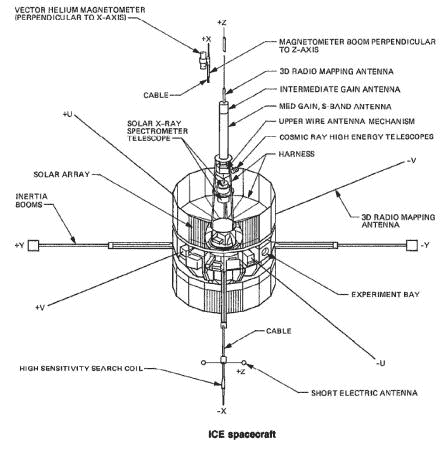 VECTOR HELIUM MAGNETOMETER
(PERPENDICULAR TO X-AXIS)
+Z
+X
MAGNETOMETER BOOM PERPENDICULAR
TO Z-AXIS
CABLE
3D RADIO MAPPING ANTENNA
INTERMEDIATE GAIN ANTENNA
MED GAIN, S-BAND ANTENNA
+U
SOLAR X-RAY
SPECTROMETER
TELESCOPE
UPPER WIRE ANTENNA MECHANISM
COSMIC RAY HIGH ENERGY TELESCOPES
HARNESS
-V
SOLAR ARRAY
INERTIA
BOOMS
3D RADIO MAPPING
ANTENNA
+Y
-Y
+V
EXPERIMENT BAY
CABLE
-U
HIGH SENSITIVITY SEARCH COIL
+Z
SHORT ELECTRIC ANTENNA
-X
ICE spacecraft